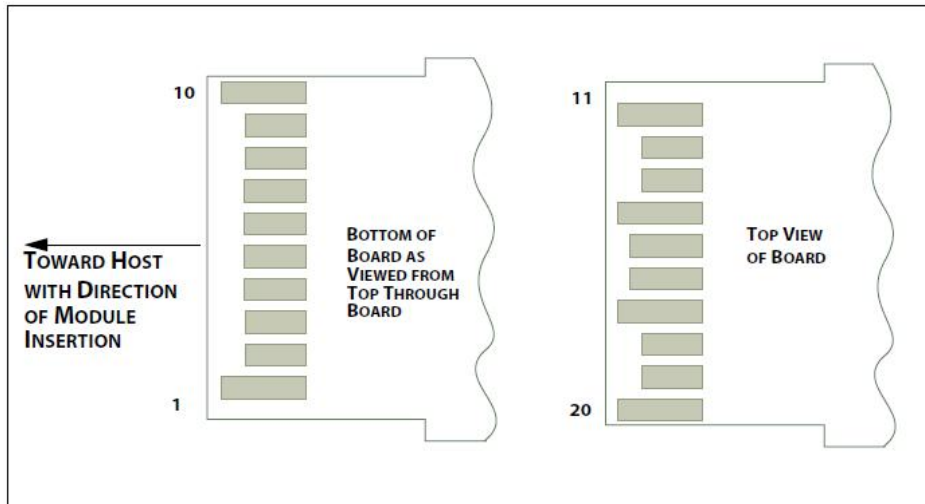 10
1
TOWARD HOST
WITH DIRECTION
OF MODULE
INSERTION
BOTTOM OF
BOARD AS
VIEWED FROM
TOP THROUGH
BOARD
11
20
TOP VIEW
OF BOARD